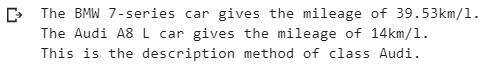 The BMW 7-series car gives the mileage of 39.53km/l.
The Audi A8 L car gives the mileage of 14km/l.
This is the description method of class Audi.